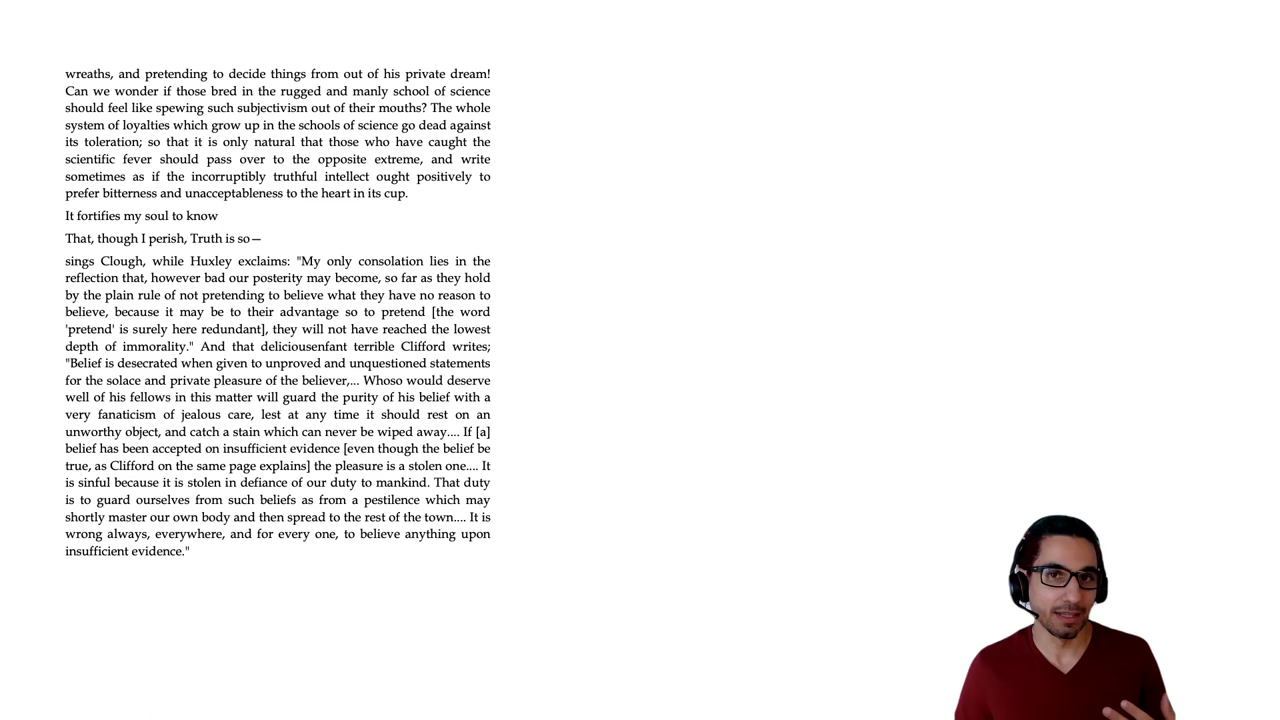 wreaths, and pretending to decide things from out of his private dream!
Can we wonder if those bred in the rugged and manly school of science
should feel like spewing such subjectivism out of their mouths? The whole
system of loyalties which grow up in the schools of science go dead against
its toleration; so that it is only natural that those who have caught the
scientific fever should pass over to the opposite extreme, and write
sometimes as if the incorruptibly truthful intellect ought positively to
prefer bitterness and unacceptableness to the heart in its cup.
It fortifies my soul to know
That, though I perish, Truth is so—
sings Clough, while Huxley exclaims: "My only consolation lies in the
reflection that, however bad our posterity may become, so far as they hold
by the plain rule of not pretending to believe what they have no reason to
believe, because it may be to their advantage so to pretend [the word
'pretend' is surely here redundant], they will not have reached the lowest
depth of immorality." And that deliciousenfant terrible Clifford writes;
"Belief is desecrated when given to unproved and unquestioned statements
for the solace and private pleasure of the believer,... Whoso would deserve
well of his fellows in this matter will guard the purity of his belief with a
very fanaticism of jealous care, lest at any time it should rest on an
unworthy object, and catch a stain which can never be wiped away.... If [a]
belief has been accepted on insufficient evidence [even though the belief be
true, as Clifford on the same page explains] the pleasure is a stolen one.... It
is sinful because it is stolen in defiance of our duty to mankind. That duty
is to guard ourselves from such beliefs as from a pestilence which may
shortly master our own body and then spread to the rest of the town.... It is
wrong always, everywhere, and for every one, to believe anything upon
insufficient evidence."